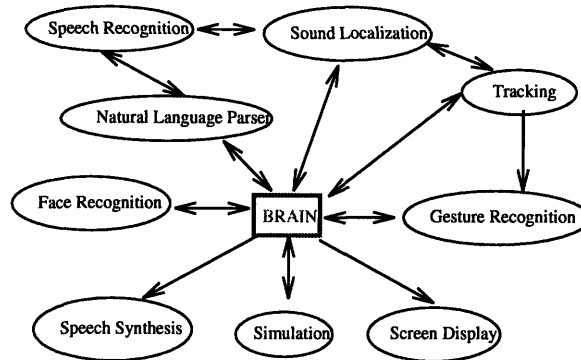 Speech Recognition
Sound Localization
Tracking
Natural Language Parser
Face Recognition
BRAIN
Gesture Recognition
Speech Synthesis
Simulation
Screen Display